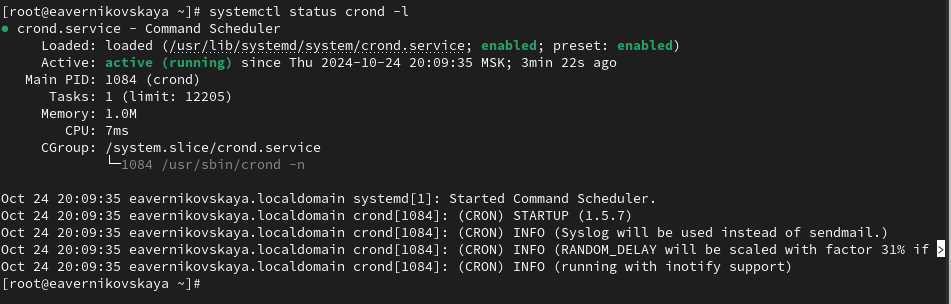 [root@eavernikovskaya ~]# systemctl status crond -l
● crond.service - Command Scheduler
     Loaded: loaded (/usr/lib/systemd/system/crond.service; enabled; preset: enabled)
     Active: active (running) since Thu 2024-10-24 20:09:35 MSK; 3min 22s ago
   Main PID: 1084 (crond)
      Tasks: 1 (limit: 12205)
     Memory: 1.0M
        CPU: 7ms
     CGroup: /system.slice/crond.service
             └─1084 /usr/sbin/crond -n

Oct 24 20:09:35 eavernikovskaya.localdomain systemd[1]: Started Command Scheduler.
Oct 24 20:09:35 eavernikovskaya.localdomain crond[1084]: (CRON) STARTUP (1.5.7)
Oct 24 20:09:35 eavernikovskaya.localdomain crond[1084]: (CRON) INFO (Syslog will be used instead of sendmail.)
Oct 24 20:09:35 eavernikovskaya.localdomain crond[1084]: (CRON) INFO (RANDOM_DELAY will be scaled with factor 31% if >
Oct 24 20:09:35 eavernikovskaya.localdomain crond[1084]: (CRON) INFO (running with inotify support)
[root@eavernikovskaya ~]#